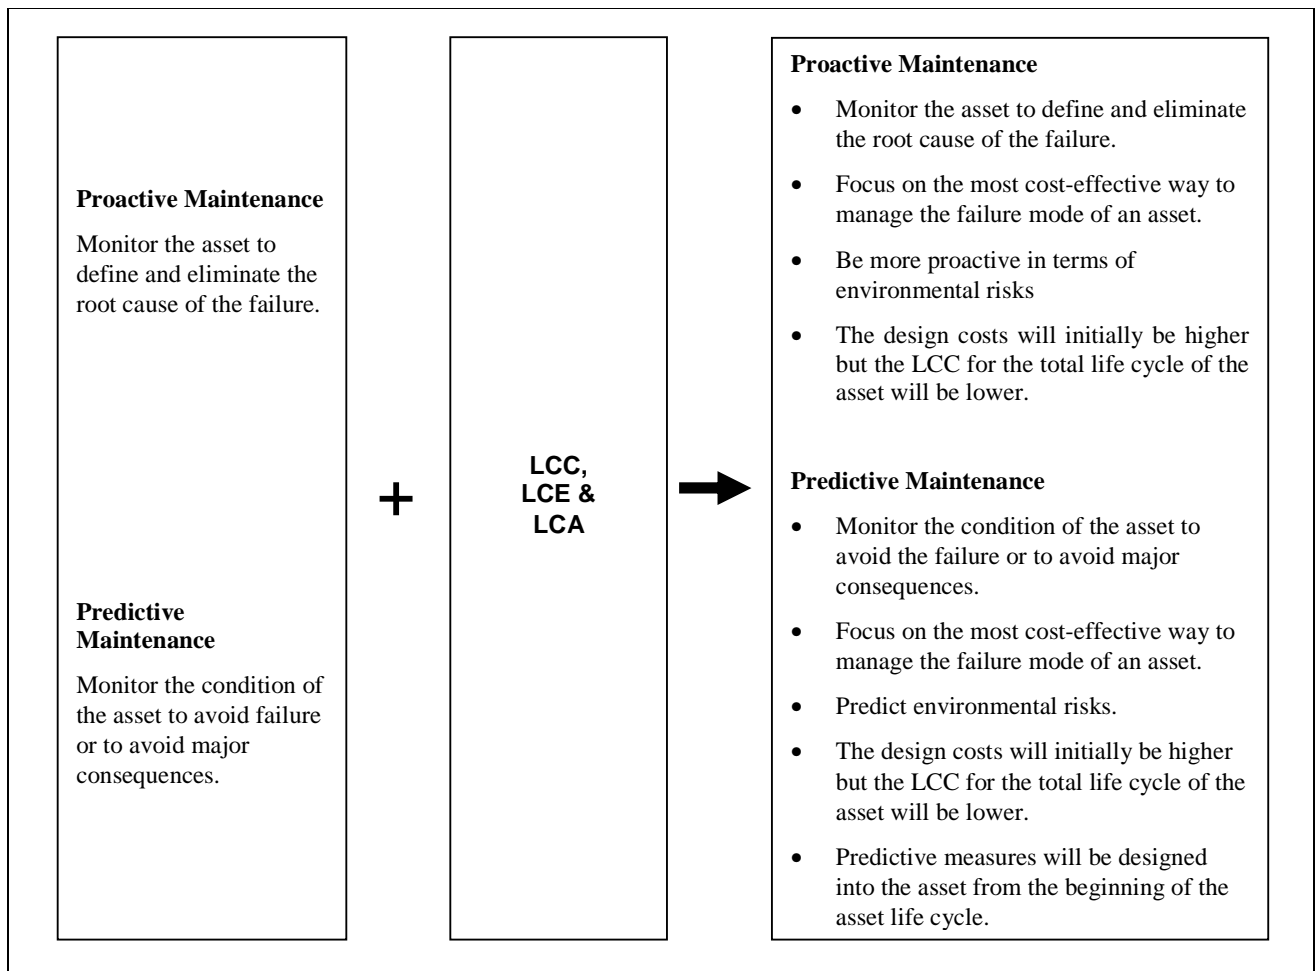 Proactive Maintenance
Monitor the asset to
define and eliminate the
root cause of the failure.
Predictive
Maintenance
Monitor the condition of
the asset to avoid failure
or to avoid major
consequences.
+
LCC,
LCE &
LCA
Proactive Maintenance
• Monitor the asset to define and eliminate
the root cause of the failure.
• Focus on the most cost-effective way to
manage the failure mode of an asset.
• Be more proactive in terms of
environmental risks
• The design costs will initially be higher
but the LCC for the total life cycle of the
asset will be lower.
Predictive Maintenance
• Monitor the condition of the asset to
avoid the failure or to avoid major
consequences.
• Focus on the most cost-effective way to
manage the failure mode of an asset.
• Predict environmental risks.
• The design costs will initially be higher
but the LCC for the total life cycle of the
asset will be lower.
• Predictive measures will be designed
into the asset from the beginning of the
asset life cycle.